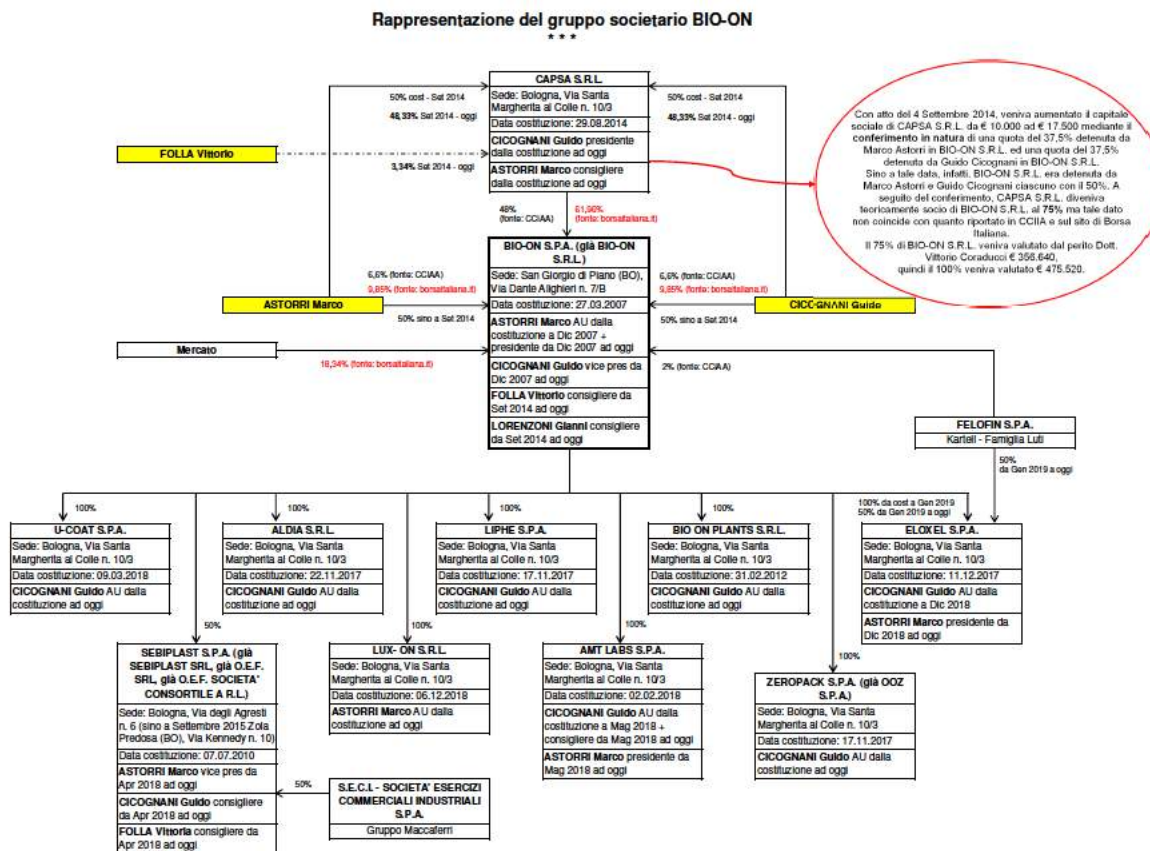 Rappresentazione del gruppo societario BIO-ON
* * *
CAPSA S.R.L.
Sede: Bologna, Via Santa
Margherita al Colle n. 10/3
Data costituzione: 29.08.2014
CICOGNANI Guido presidente
dalla costituzione ad oggi
ASTORRI Marco consigliere
dalla costituzione ad oggi
50% cost - Set 2014
48,33% Set 2014 - oggi
50% cost - Set 2014
48,33% Set 2014 - oggi
FOLLA Vittorio
3,34% Set 2014 - oggi
Con atto del 4 Settembre 2014, veniva aumentato il capitale
sociale di CAPSA S.R.L. da € 10.000 ad € 17.500 mediante il
conferimento in natura di una quota del 37,5% detenuta da
Marco Astorri in BIO-ON S.R.L. ed una quota del 37,5%
detenuta da Guido Cicognani in BIO-ON S.R.L.
Sino a tale data, infatti, BIO-ON S.R.L. era detenuta da
Marco Astorri e Guido Cicognani ciascuno con il 50%. A
seguito del conferimento, CAPSA S.R.L. diveniva
teoricamente socio di BIO-ON S.R.L. al 75% ma tale dato
non coincide con quanto riportato in CCIIA e sul sito di Borsa
Italiana.
Il 75% di BIO-ON S.R.L. veniva valutato dal perito Dott.
Vittorio Coraducci € 356.640,
quindi il 100% veniva valutato € 475.520.
48%
(fonte: CCIAA)
61,96%
(fonte: borsaitaliana.it)
BIO-ON S.P.A. (già BIO-ON
S.R.L.)
Sede: San Giorgio di Piano (BO),
Via Dante Alighieri n. 7/B
Data costituzione: 27.03.2007
ASTORRI Marco AU dalla
costituzione a Dic 2007 +
presidente da Dic 2007 ad oggi
CICOGNANI Guido vice pres da
Dic 2007 ad oggi
FOLLA Vittorio consigliere da
Set 2014 ad oggi
LORENZONI Gianni consigliere
da Set 2014 ad oggi
6,6% (fonte: CCIAA)
9,85% (fonte: borsaitaliana.it)
ASTORRI Marco
50% sino a Set 2014
6,6% (fonte: CCIAA)
9,85% (fonte: borsaitaliana.it)
CICOGNANI Guido
50% sino a Set 2014
Mercato
18,34% (fonte: borsaitaliana.it)
2% (fonte: CCIAA)
FELOFIN S.P.A.
Kartell - Famiglia Luti
50%
da Gen 2019 a oggi
100%
U-COAT S.P.A.
Sede: Bologna, Via Santa
Margherita al Colle n. 10/3
Data costituzione: 09.03.2018
CICOGNANI Guido AU dalla
costituzione ad oggi
100%
ALDIA S.R.L.
Sede: Bologna, Via Santa
Margherita al Colle n. 10/3
Data costituzione: 22.11.2017
CICOGNANI Guido AU dalla
costituzione ad oggi
100%
LIPHE S.P.A.
Sede: Bologna, Via Santa
Margherita al Colle n. 10/3
Data costituzione: 17.11.2017
CICOGNANI Guido AU dalla
costituzione ad oggi
100%
BIO ON PLANTS S.R.L.
Sede: Bologna, Via Santa
Margherita al Colle n. 10/3
Data costituzione: 31.02.2012
CICOGNANI Guido AU dalla
costituzione ad oggi
100% da cost a Gen 2019
50% da Gen 2019 a oggi
ELOXEL S.P.A.
Sede: Bologna, Via Santa
Margherita al Colle n. 10/3
Data costituzione: 11.12.2017
CICOGNANI Guido AU dalla
costituzione a Dic 2018
ASTORRI Marco presidente da
Dic 2018 ad oggi
50%
SEBIPLAST S.P.A. (già
SEBIPLAST SRL, già O.E.F.
SRL, già O.E.F. SOCIETA'
CONSORTILE A R.L.)
Sede: Bologna, Via degli Agresti
n. 6 (sino a Settembre 2015 Zola
Predosa (BO), Via Kennedy n. 10)
Data costituzione: 07.07.2010
ASTORRI Marco vice pres da
Apr 2018 ad oggi
CICOGNANI Guido consigliere
da Apr 2018 ad oggi
FOLLA Vittoria consigliere da
Apr 2018 ad oggi
100%
LUX- ON S.R.L.
Sede: Bologna, Via Santa
Margherita al Colle n. 10/3
Data costituzione: 06.12.2018
ASTORRI Marco AU dalla
costituzione ad oggi
50%
S.E.C.I. - SOCIETA' ESERCIZI
COMMERCIALI INDUSTRIALI
S.P.A.
Gruppo Maccaferri
100%
AMT LABS S.P.A.
Sede: Bologna, Via Santa
Margherita al Colle n. 10/3
Data costituzione: 02.02.2018
CICOGNANI Guido AU dalla
costituzione a Mag 2018 +
consigliere da Mag 2018 ad oggi
ASTORRI Marco presidente da
Mag 2018 ad oggi
100%
ZEROPACK S.P.A. (già OOZ
S.P.A.)
Sede: Bologna, Via Santa
Margherita al Colle n. 10/3
Data costituzione: 17.11.2017
CICOGNANI Guido AU dalla
costituzione ad oggi